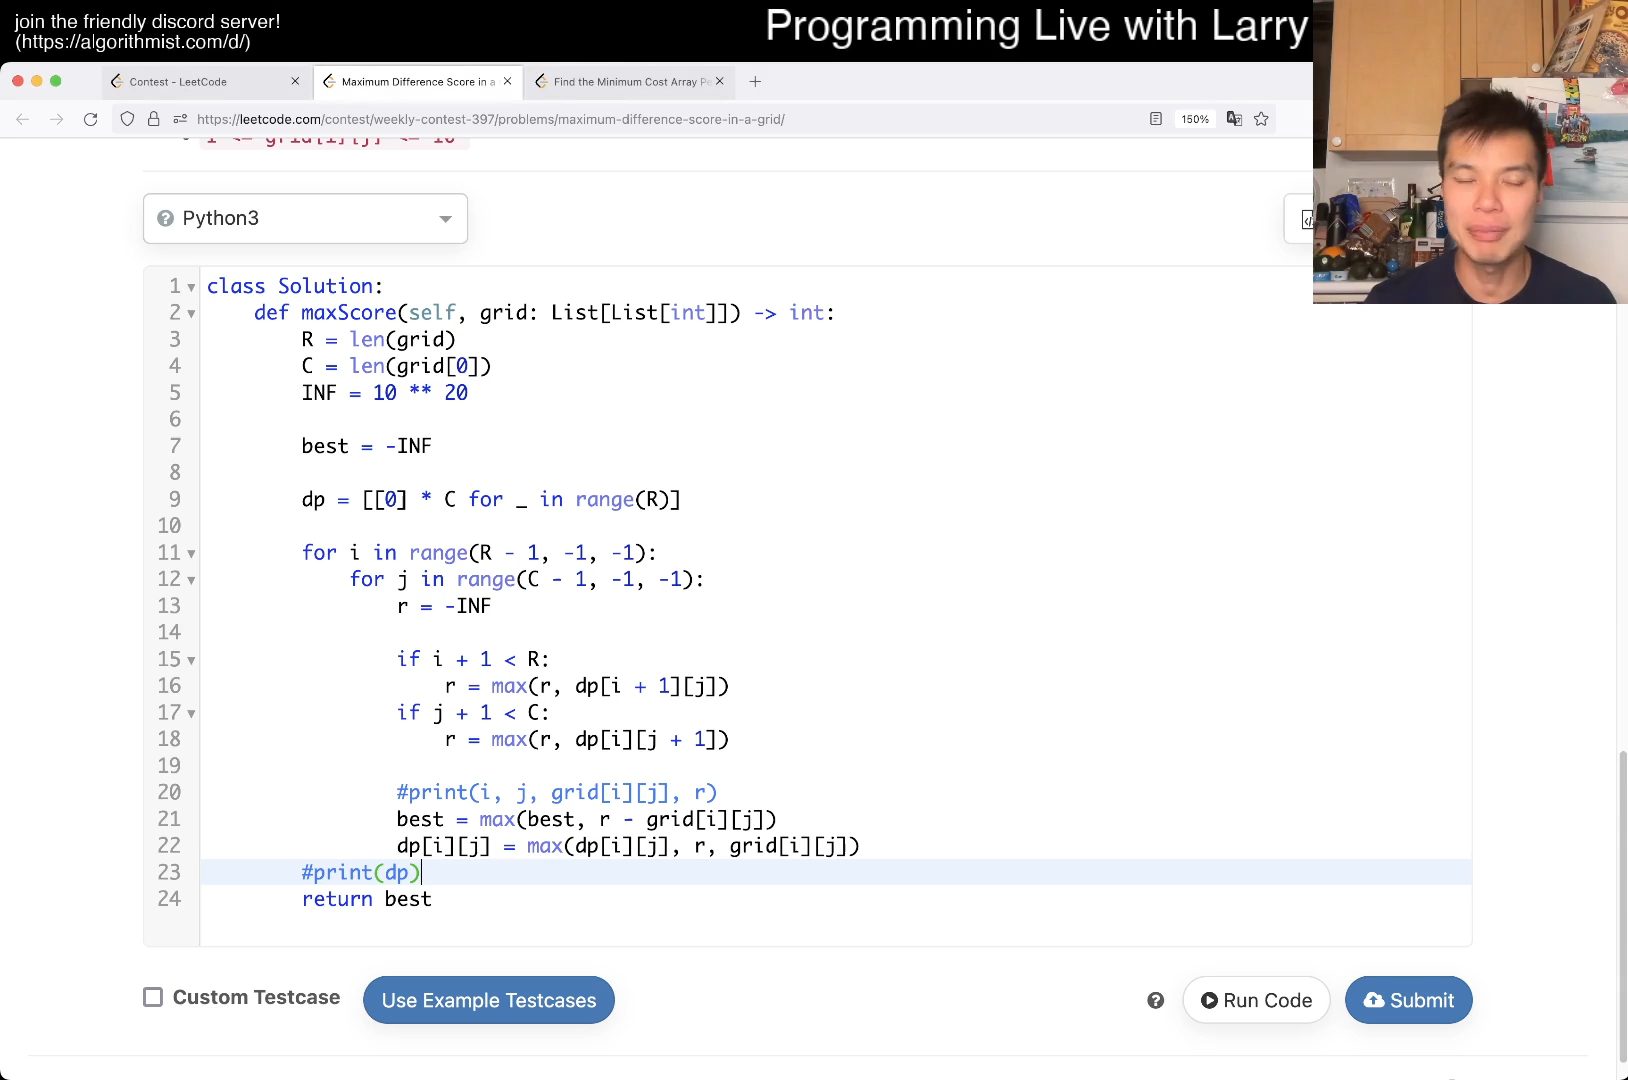 join the friendly discord server!
(https://algorithmist.com/d/)
Programming Live with Larry
Contest - LeetCode
Maximum Difference Score in a
Find the Minimum Cost Array Pe
https://leetcode.com/contest/weekly-contest-397/problems/maximum-difference-score-in-a-grid/
150%
Python3
1 class Solution:
2 def maxScore(self, grid: List[List[int]]) -> int:
3 R = len(grid)
4 C = len(grid[0])
5 INF = 10 ** 20
6
7 best = -INF
8
9 dp = [[0] * C for _ in range(R)]
10
11 for i in range(R - 1, -1, -1):
12 for j in range(C - 1, -1, -1):
13 r = -INF
14
15 if i + 1 < R:
16 r = max(r, dp[i + 1][j])
17 if j + 1 < C:
18 r = max(r, dp[i][j + 1])
19
20 #print(i, j, grid[i][j], r)
21 best = max(best, r - grid[i][j])
22 dp[i][j] = max(dp[i][j], r, grid[i][j])
23 #print(dp)
24 return best
Custom Testcase
Use Example Testcases
Run Code
Submit